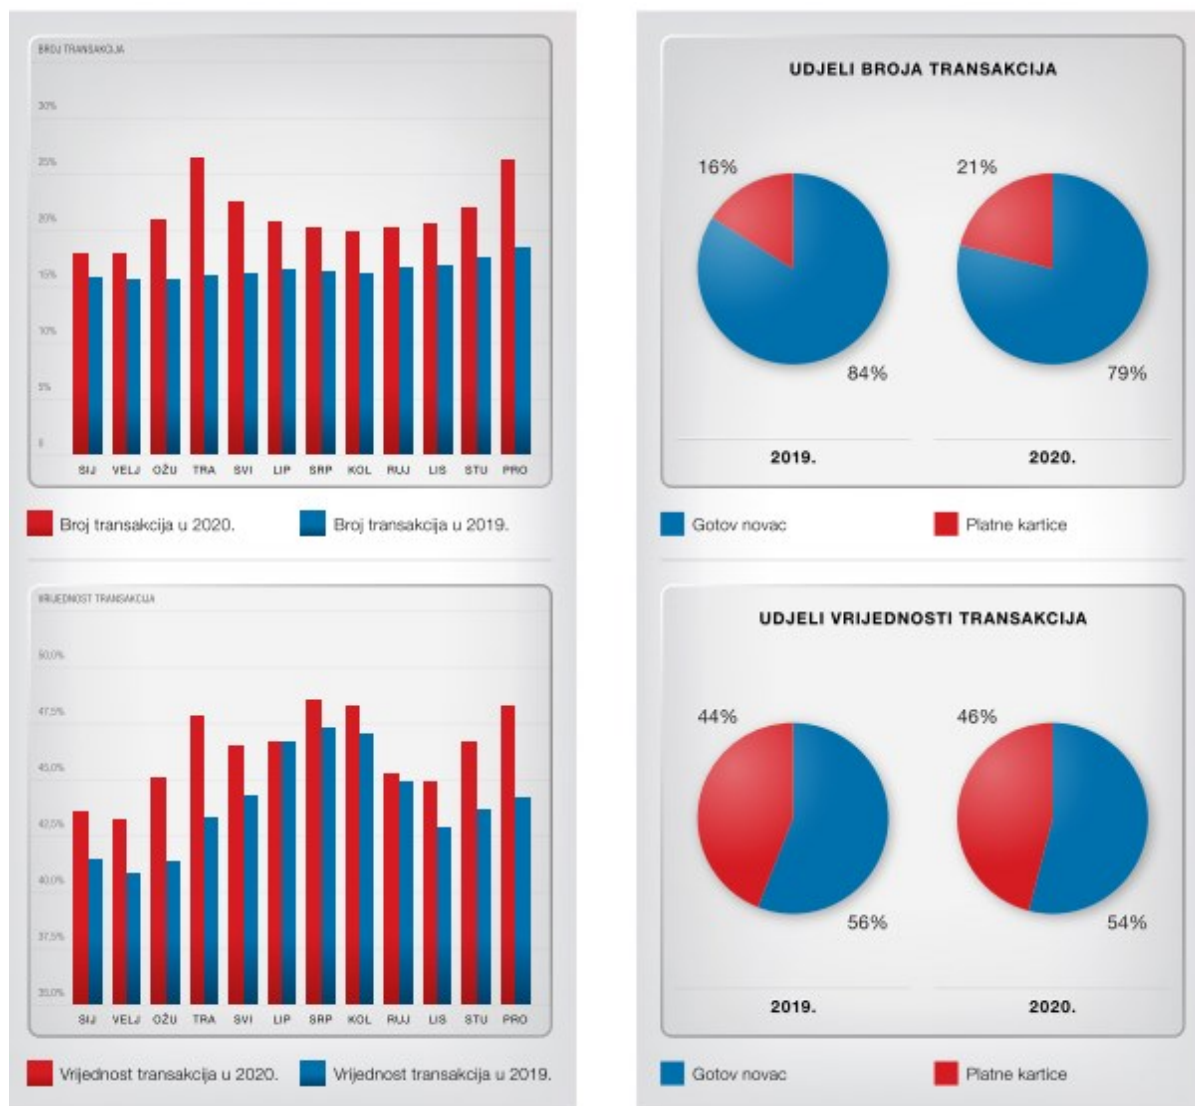 BROJ TRANSAKCIJA
30%
25%
20%
15%
10%
5%
0
SIJ VELJ OŽU TRA SVI LIP SRP KOL RUJ LIS STU PRO
Broj transakcija u 2020. Broj transakcija u 2019.
VRIJEDNOST TRANSAKCIJA
50,0%
47,5%
45,0%
42,5%
40,0%
37,5%
35,0%
SIJ VELJ OŽU TRA SVI LIP SRP KOL RUJ LIS STU PRO
Vrijednost transakcija u 2020. Vrijednost transakcija u 2019.
UDJELI BROJA TRANSAKCIJA
16% 21%
84% 79%
2019. 2020.
Gotov novac Platne kartice
UDJELI VRIJEDNOSTI TRANSAKCIJA
44% 46%
56% 54%
2019. 2020.
Gotov novac Platne kartice